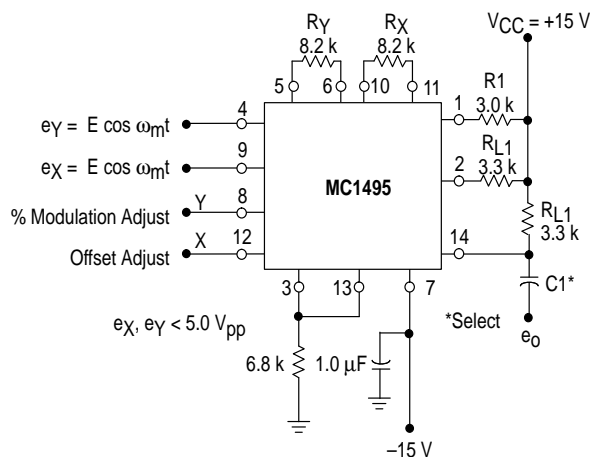 RY
8.2 k
RX
8.2 k
VCC = +15 V
5
6
10
11
4
eY = E cos ωmt
1
R1
3.0 k
9
eX = E cos ωmt
MC1495
2
RL1
3.3 k
% Modulation Adjust
Y
8
RL1
3.3 k
Offset Adjust
X
12
14
C1*
3
13
7
*Select
eo
eX, eY < 5.0 Vpp
6.8 k
1.0 μF
–15 V